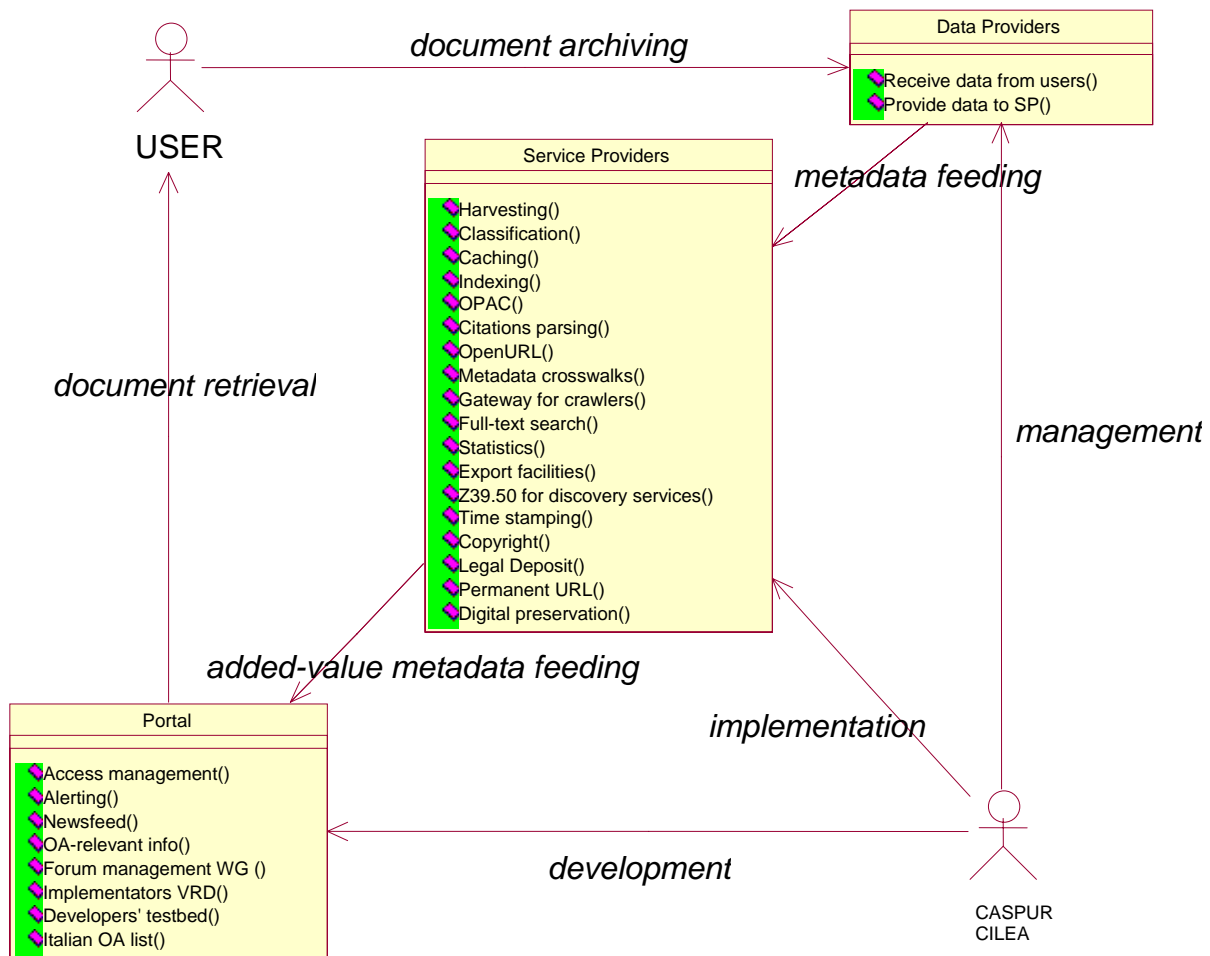 document archiving
Data Providers
Receive data from users()
Provide data to SP()
USER
Service Providers
metadata feeding
Harvesting()
Classification()
Caching()
Indexing()
OPAC()
Citations parsing()
OpenURL()
Metadata crosswalks()
Gateway for crawlers()
Full-text search()
Statistics()
Export facilities()
Z39.50 for discovery services()
Time stamping()
Copyright()
Legal Deposit()
Permanent URL()
Digital preservation()
document retrieval
management
added-value metadata feeding
implementation
Portal
Access management()
Alerting()
Newsfeed()
OA-relevant info()
Forum management WG ()
Implementators VRD()
Developers' testbed()
Italian OA list()
development
CASPUR
CILEA